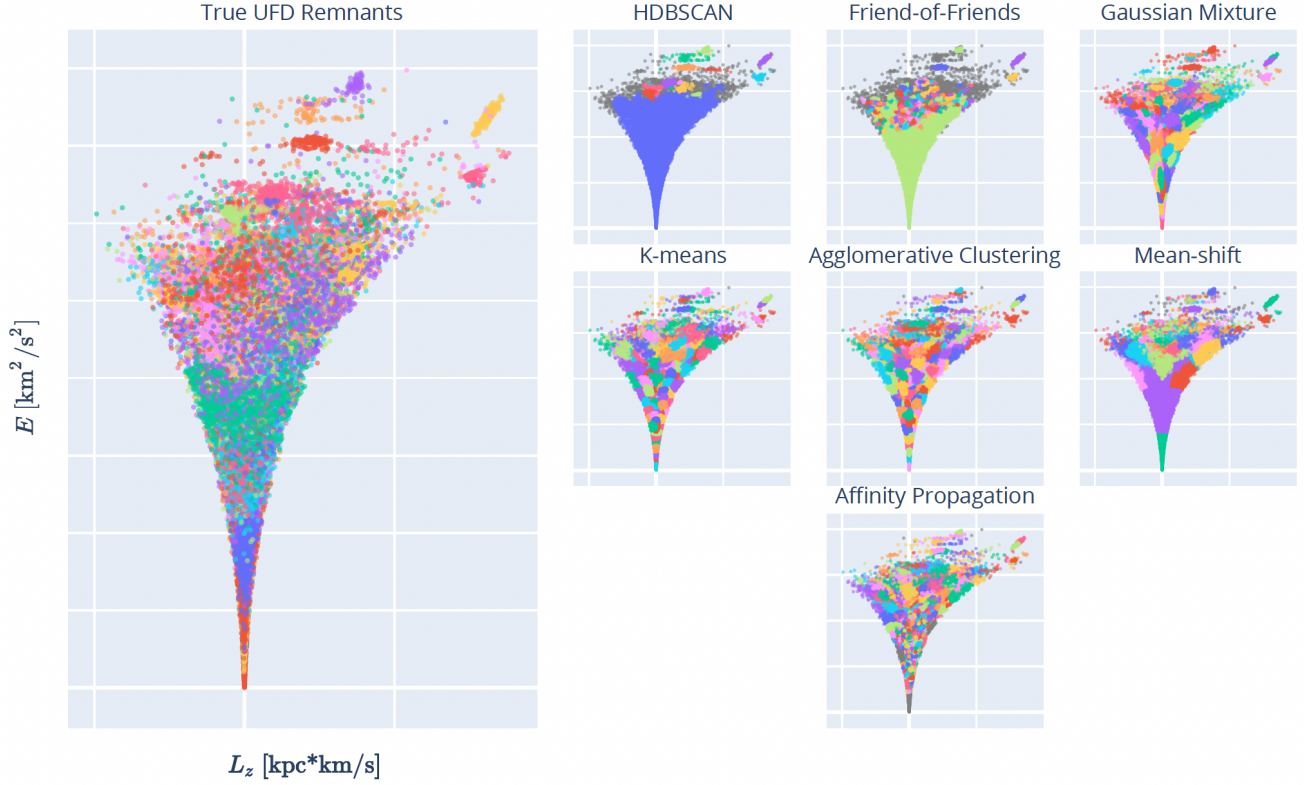 True UFD Remnants
HDBSCAN
Friend-of-Friends
Gaussian Mixture
K-means
Agglomerative Clustering
Mean-shift
Affinity Propagation
E [km²/s²]
L_z [kpc*km/s]